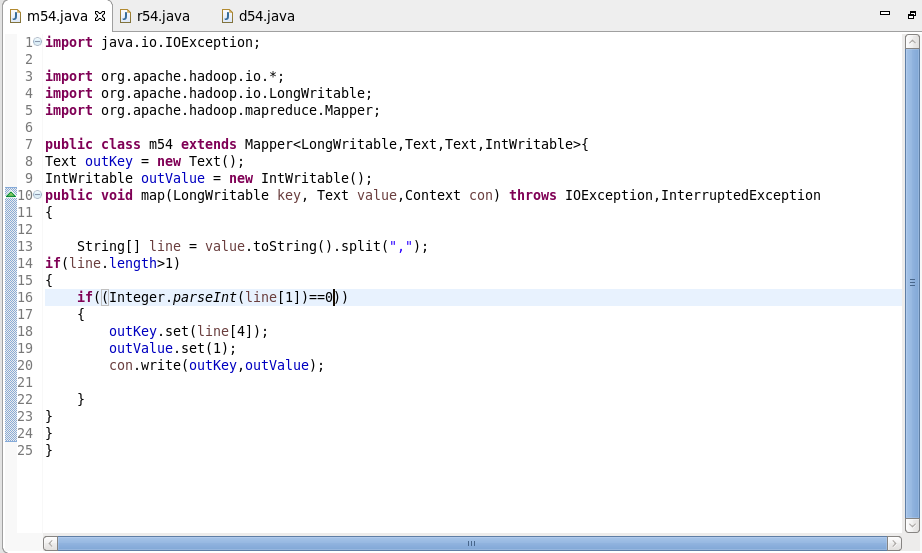 m54.java r54.java d54.java
1 import java.io.IOException;
2
3 import org.apache.hadoop.io.*;
4 import org.apache.hadoop.io.LongWritable;
5 import org.apache.hadoop.mapreduce.Mapper;
6
7 public class m54 extends Mapper<LongWritable,Text,Text,IntWritable>{
8 Text outKey = new Text();
9 IntWritable outValue = new IntWritable();
10 public void map(LongWritable key, Text value,Context con) throws IOException,InterruptedException
11 {
12
13     String[] line = value.toString().split(",");
14 if(line.length>1)
15 {
16     if((Integer.parseInt(line[1])==0))
17     {
18         outKey.set(line[4]);
19         outValue.set(1);
20         con.write(outKey,outValue);
21
22     }
23 }
24 }
25 }